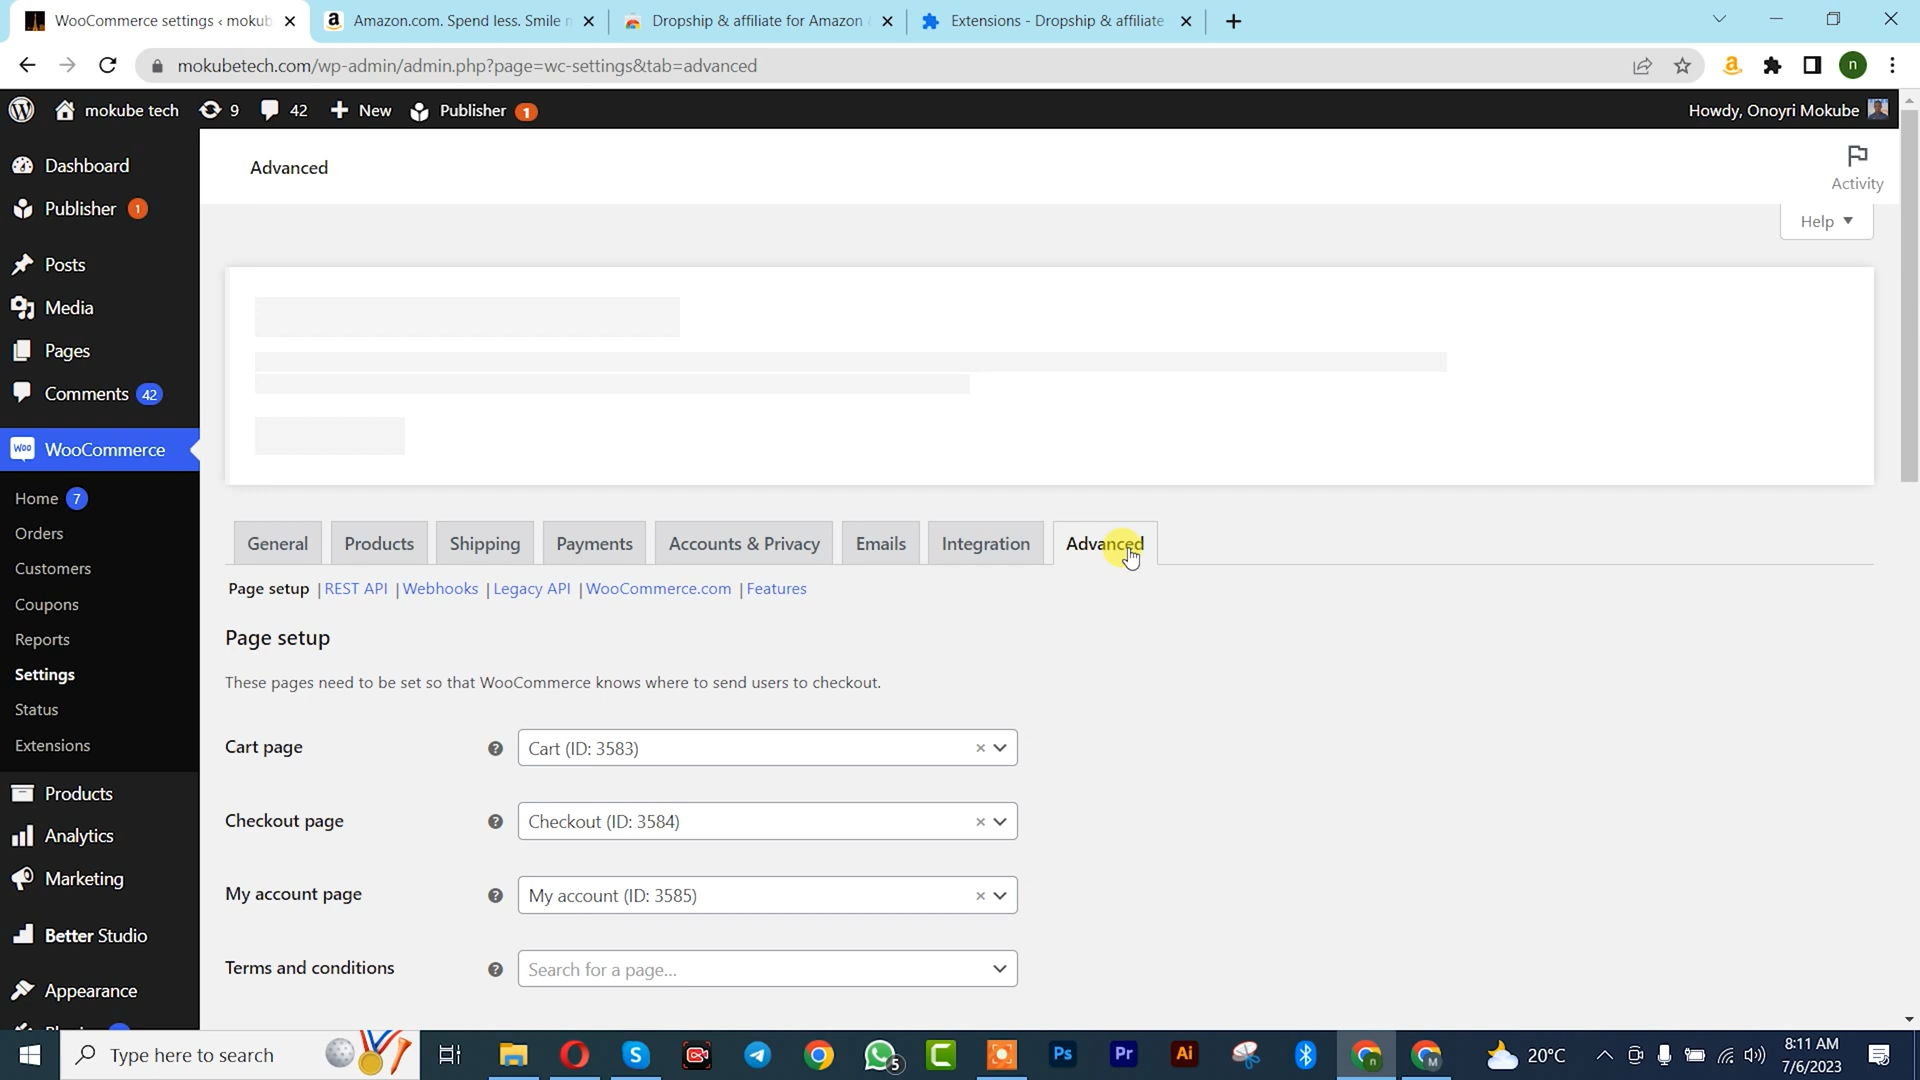 WooCommerce settings ‹ mokub
Amazon.com. Spend less. Smile
Dropship & affiliate for Amazon
Extensions - Dropship & affiliate
mokubetech.com/wp-admin/admin.php?page=wc-settings&tab=advanced
n
mokube tech 9 42 New Publisher 1
Howdy, Onoyri Mokube
Dashboard
Publisher 1
Posts
Media
Pages
Comments 42
WooCommerce
Home 7
Orders
Customers
Coupons
Reports
Settings
Status
Extensions
Products
Analytics
Marketing
Better Studio
Appearance
Advanced
Activity
Help
General Products Shipping Payments Accounts & Privacy Emails Integration Advanced
Page setup | REST API | Webhooks | Legacy API | WooCommerce.com | Features
Page setup
These pages need to be set so that WooCommerce knows where to send users to checkout.
Cart page Cart (ID: 3583) ×
Checkout page Checkout (ID: 3584) ×
My account page My account (ID: 3585) ×
Terms and conditions Search for a page...
Type here to search
5
Ps
Pr
Ai
20°C
8:11 AM
7/6/2023